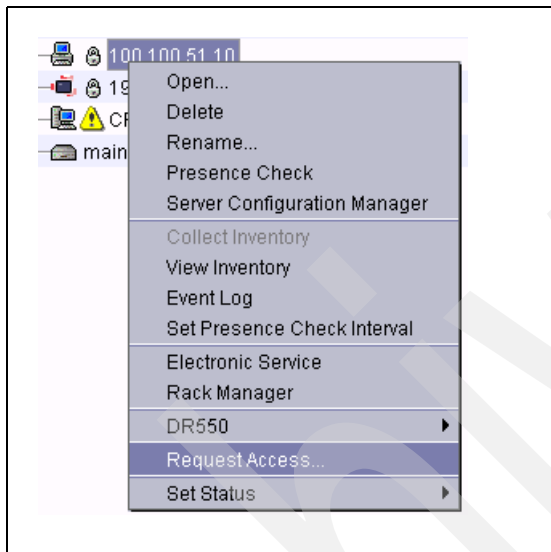 100.100.51.10
19
CF
main
Open...
Delete
Rename...
Presence Check
Server Configuration Manager
Collect Inventory
View Inventory
Event Log
Set Presence Check Interval
Electronic Service
Rack Manager
DR550
Request Access...
Set Status